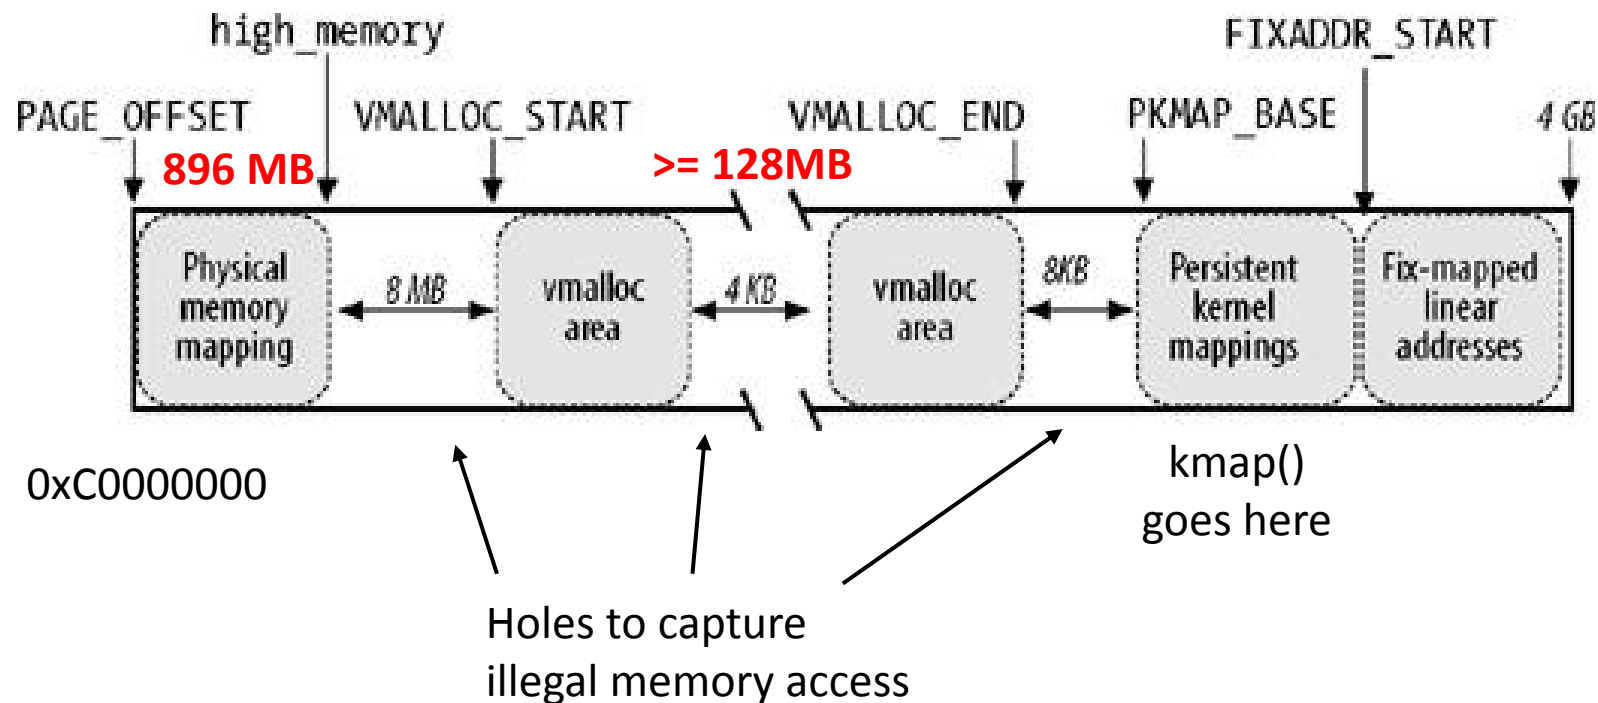 high_memory
FIXADDR_START
PAGE_OFFSET
VMALLOC_START
VMALLOC_END
PKMAP_BASE
4 GB
896 MB
>= 128MB
Physical
memory
mapping
8 MB
vmalloc
area
4 KB
vmalloc
area
8KB
Persistent
kernel
mappings
Fix-mapped
linear
addresses
0xC0000000
kmap()
goes here
Holes to capture
illegal memory access